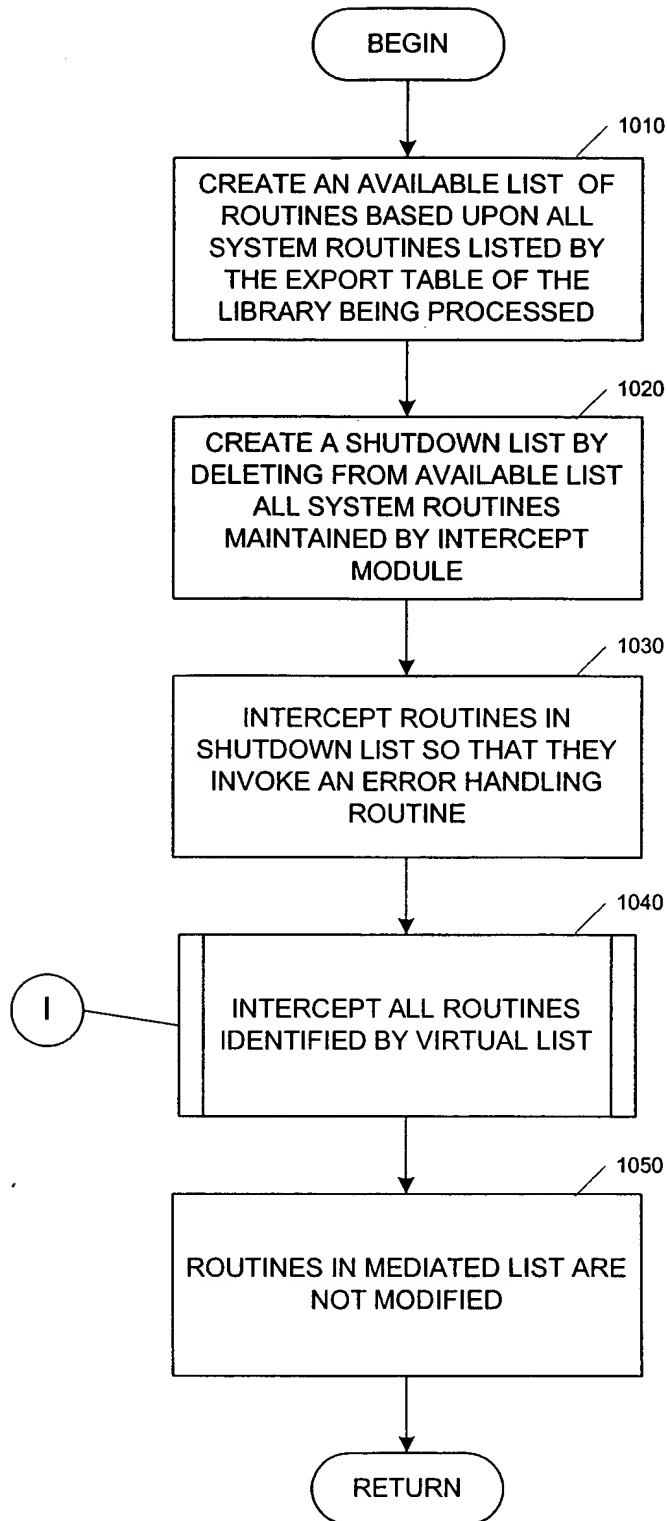 BEGIN
1010
CREATE AN AVAILABLE LIST OF
ROUTINES BASED UPON ALL
SYSTEM ROUTINES LISTED BY
THE EXPORT TABLE OF THE
LIBRARY BEING PROCESSED
1020
CREATE A SHUTDOWN LIST BY
DELETING FROM AVAILABLE LIST
ALL SYSTEM ROUTINES
MAINTAINED BY INTERCEPT
MODULE
1030
INTERCEPT ROUTINES IN
SHUTDOWN LIST SO THAT THEY
INVOKE AN ERROR HANDLING
ROUTINE
1040
I
INTERCEPT ALL ROUTINES
IDENTIFIED BY VIRTUAL LIST
1050
ROUTINES IN MEDIATED LIST ARE
NOT MODIFIED
RETURN